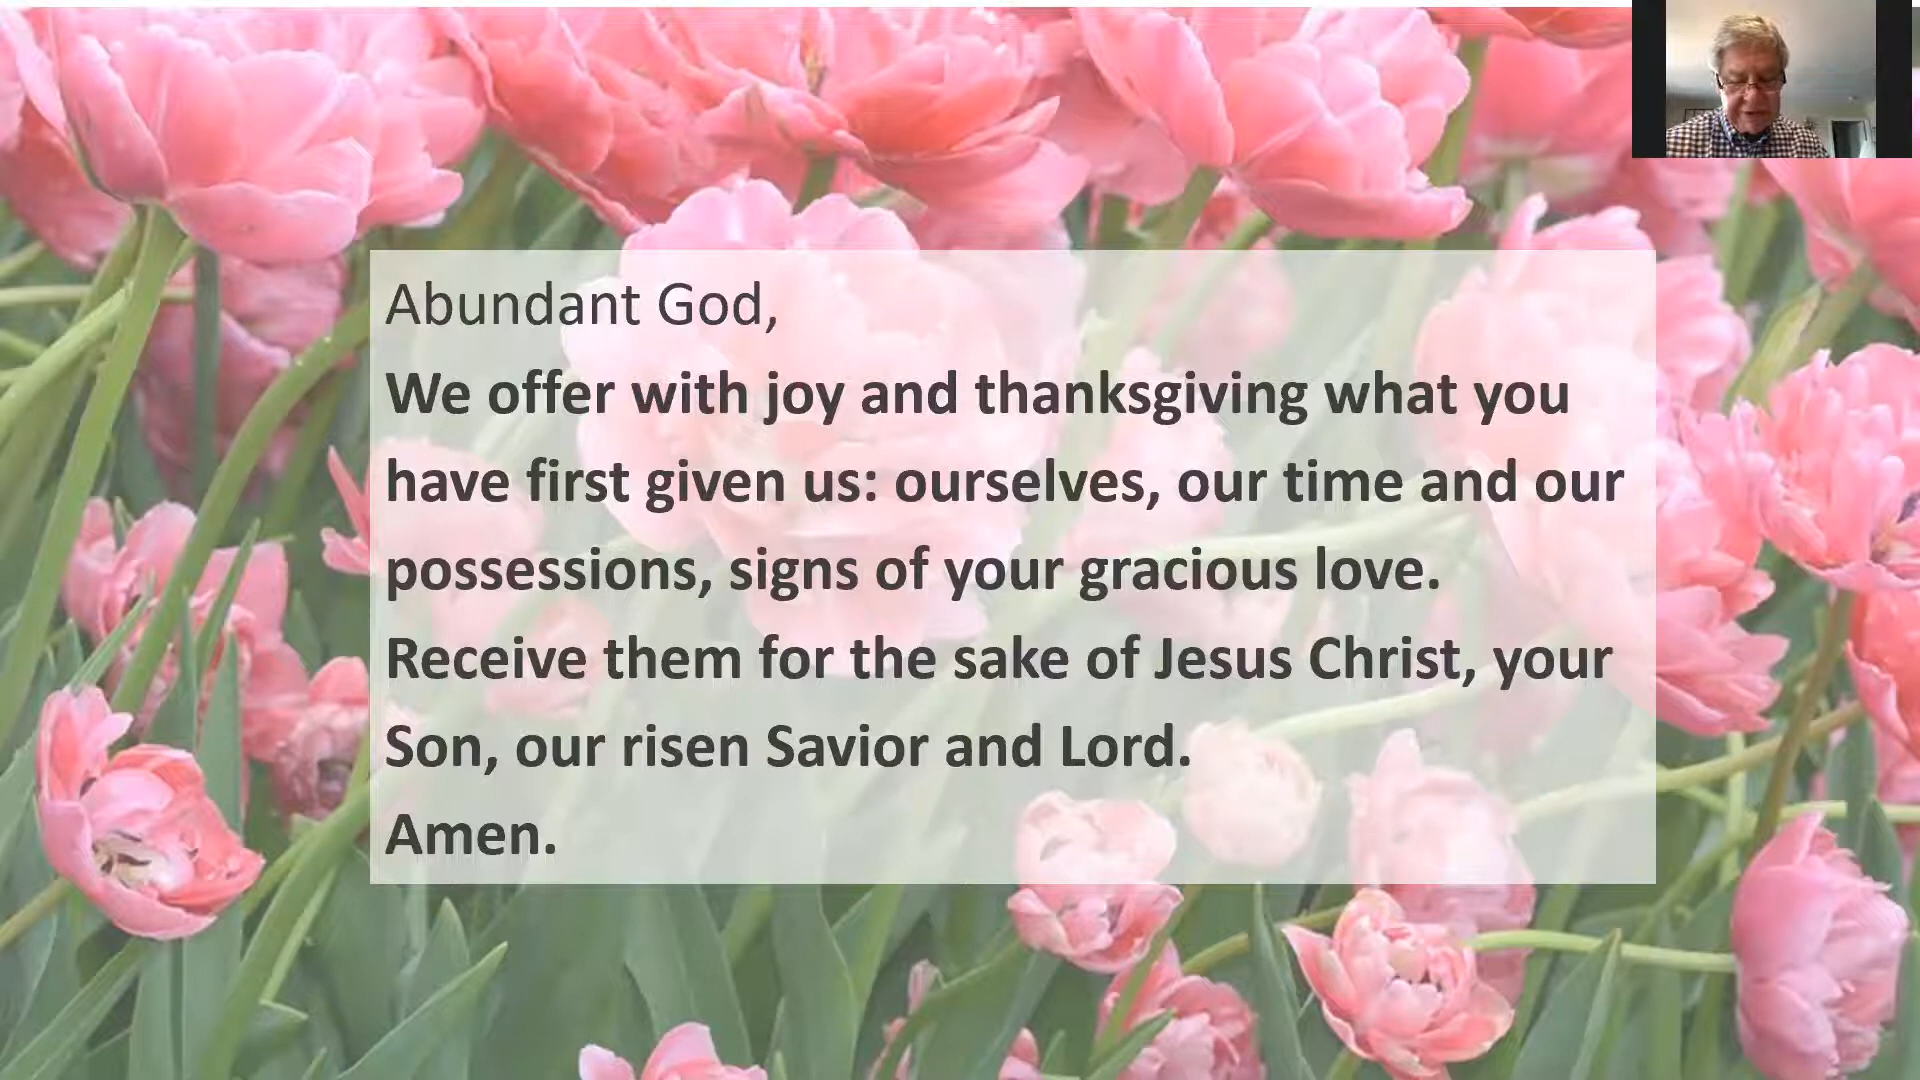 Abundant God,
We offer with joy and thanksgiving what you
have first given us: ourselves, our time and our
possessions, signs of your gracious love.
Receive them for the sake of Jesus Christ, your
Son, our risen Savior and Lord.
Amen.